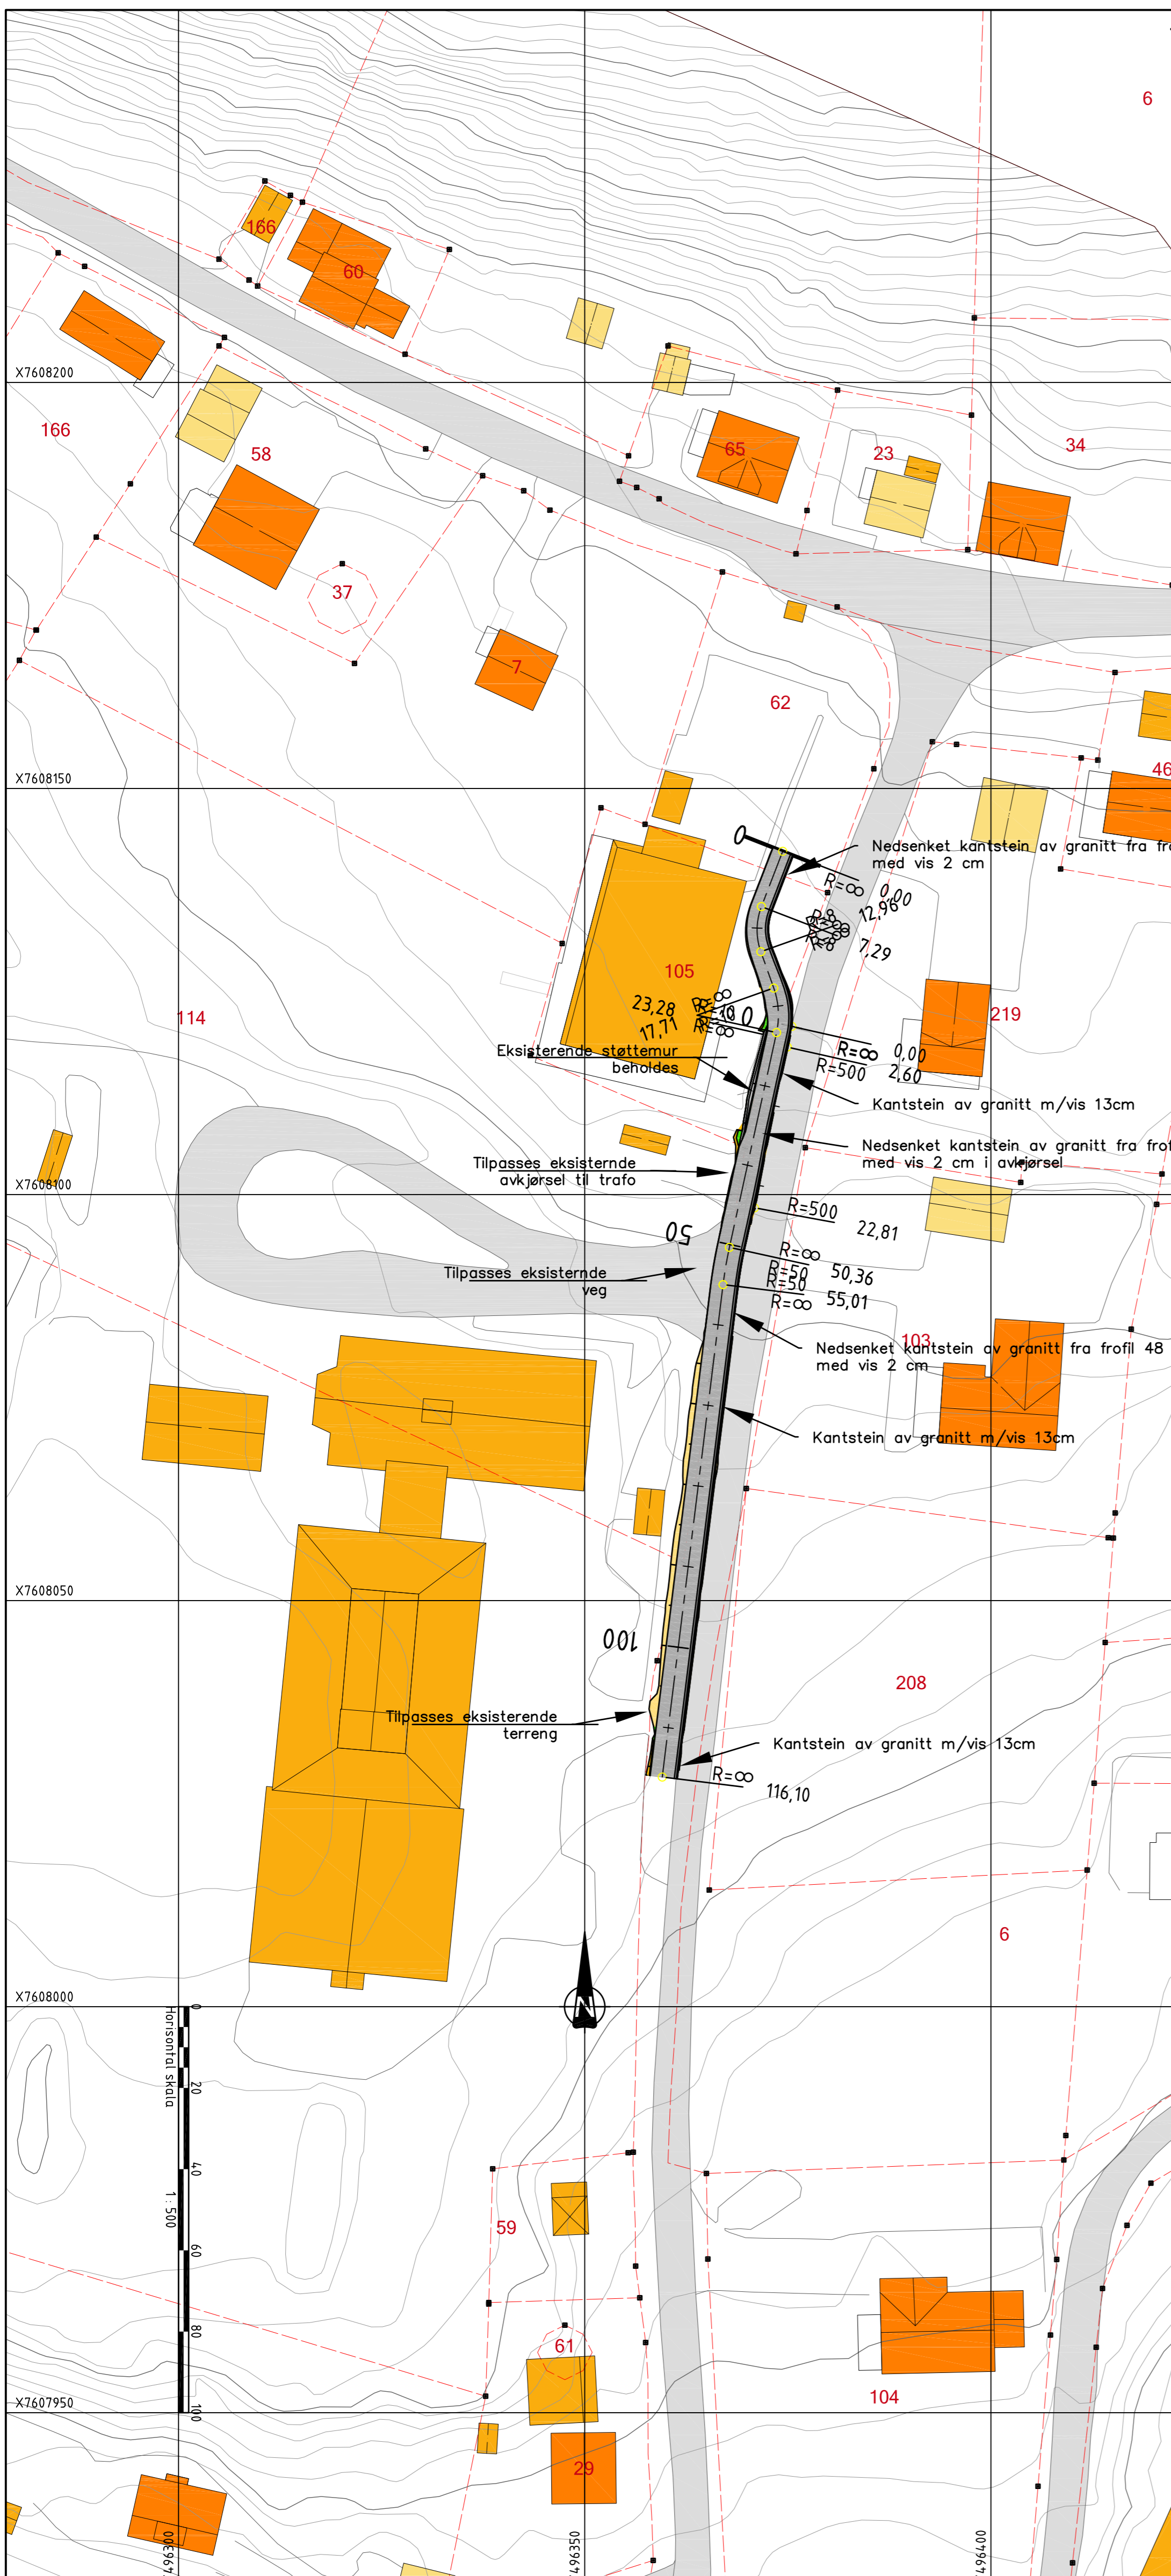 6
166
60
X7608200
166
58
65
23
34
37
7
62
X7608150
46
0
Nedsenket kantstein av granitt fra fro
med vis 2 cm
R=∞ 0,00
12,96
7,29
105
23,28
17,71
114
219
Eksisterende støttemur
beholdes
R=∞ 0,00
R=500 2,60
Kantstein av granitt m/vis 13cm
Nedsenket kantstein av granitt fra frof
med vis 2 cm i avkjørsel
Tilpasses eksisternde
avkjørsel til trafo
X7608100
R=500 22,81
50
R=∞
R=50 50,36
R=50
R=∞ 55,01
Tilpasses eksisternde
veg
103
Nedsenket kantstein av granitt fra frofil 48
med vis 2 cm
Kantstein av granitt m/vis 13cm
X7608050
100
208
Tilpasses eksisterende
terreng
Kantstein av granitt m/vis 13cm
R=∞
116,10
6
N
X7608000
Horisontal skala
1 : 500
0
20
40
60
80
100
59
61
104
X7607950
29
496350
496400